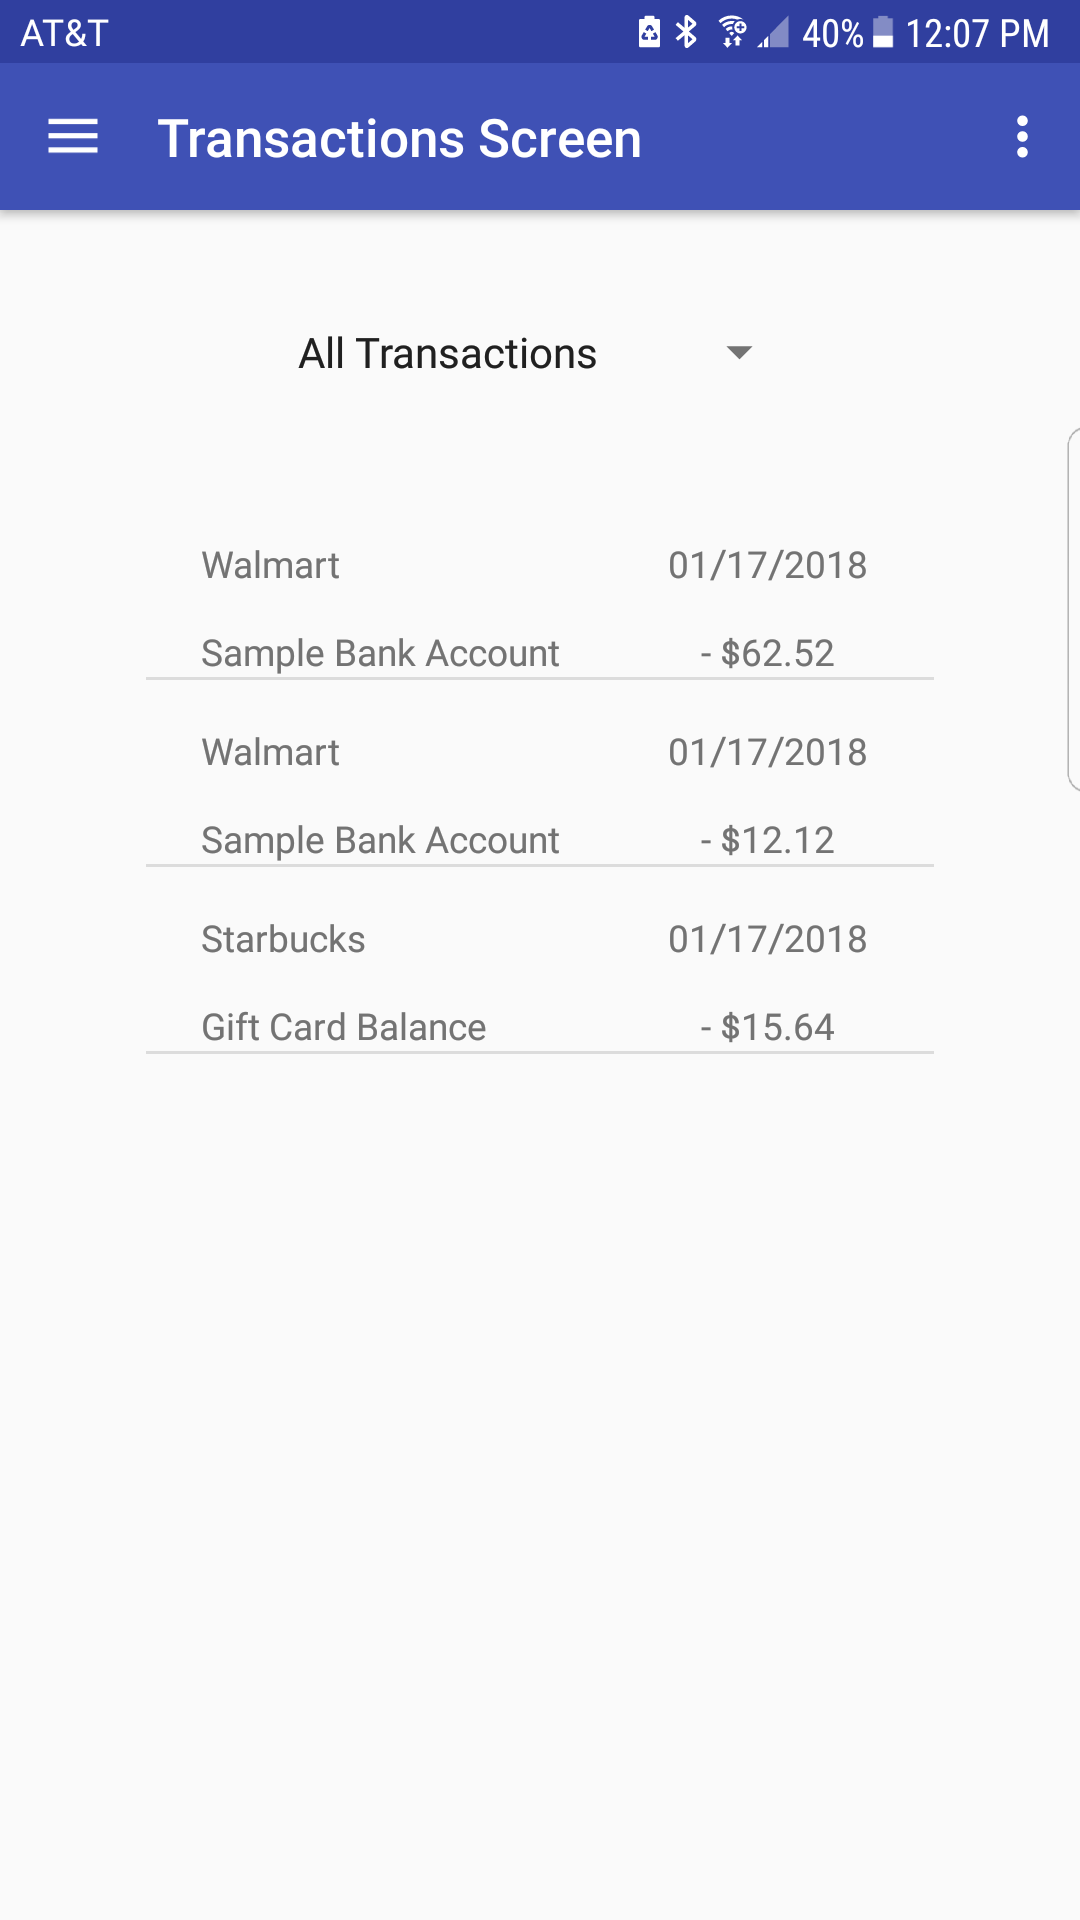 AT&T 40% 12:07 PM
Transactions Screen
All Transactions
Walmart 01/17/2018
Sample Bank Account - $62.52
Walmart 01/17/2018
Sample Bank Account - $12.12
Starbucks 01/17/2018
Gift Card Balance - $15.64